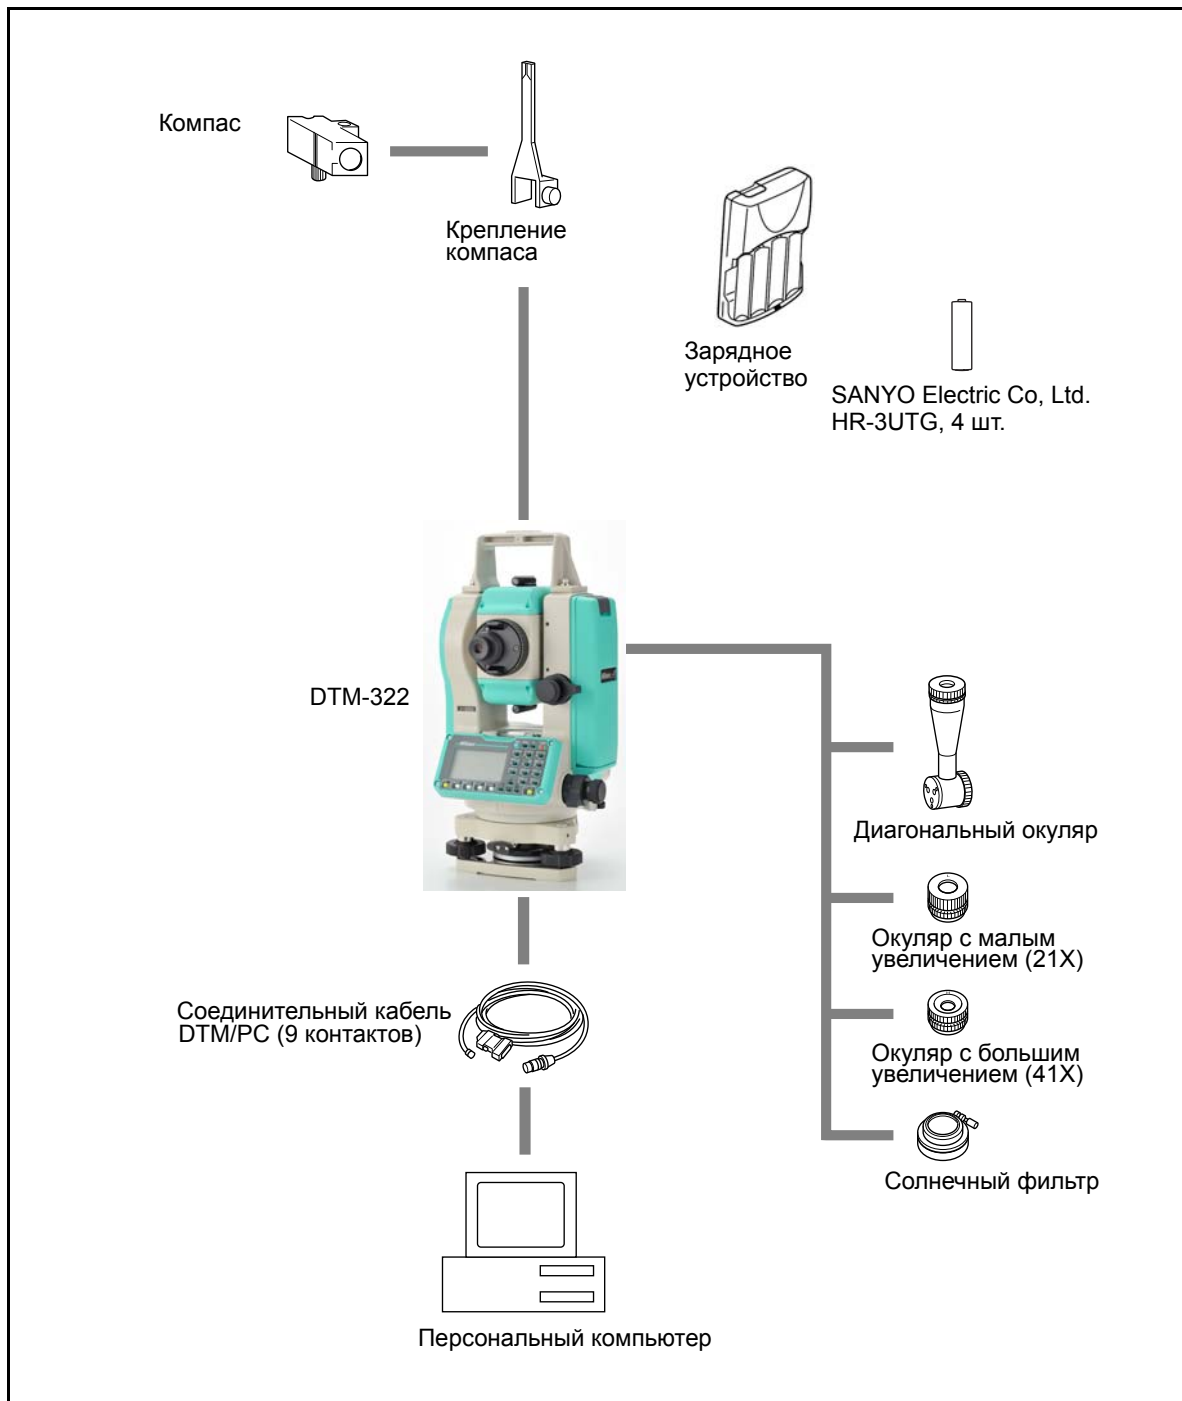 Компас
Крепление
компаса
Зарядное
устройство
SANYO Electric Co, Ltd.
HR-3UTG, 4 шт.
DTM-322
Диагональный окуляр
Окуляр с малым
увеличением (21X)
Соединительный кабель
DTM/PC (9 контактов)
Окуляр с большим
увеличением (41X)
Солнечный фильтр
Персональный компьютер